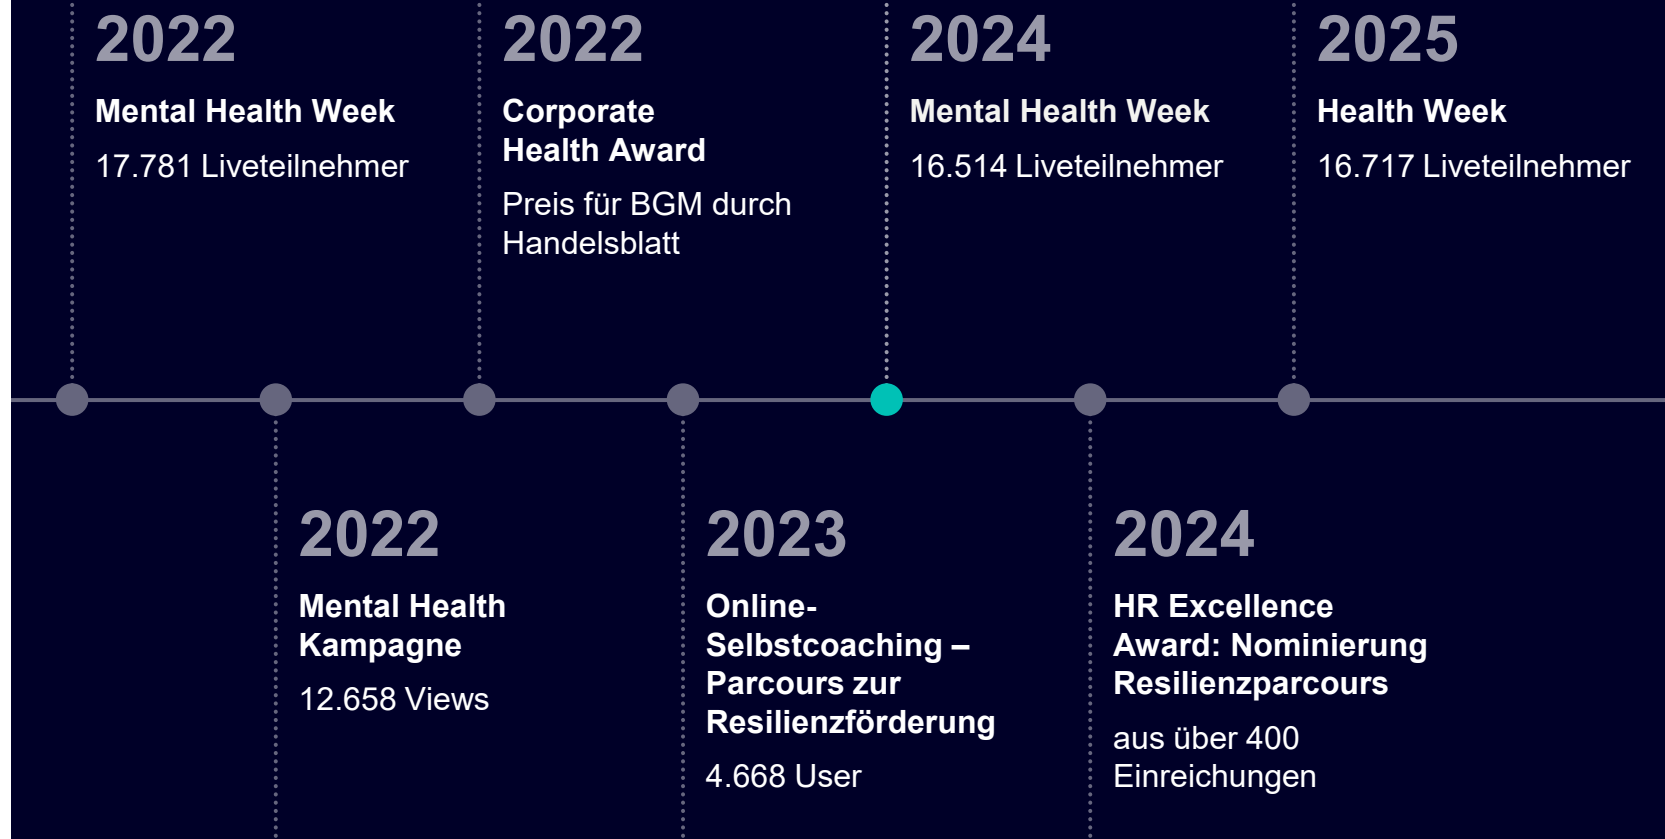 2022
Mental Health Week
17.781 Liveteilnehmer
2022
Corporate
Health Award
Preis für BGM durch
Handelsblatt
2024
Mental Health Week
16.514 Liveteilnehmer
2025
Health Week
16.717 Liveteilnehmer
2022
Mental Health
Kampagne
12.658 Views
2023
Online-
Selbstcoaching –
Parcours zur
Resilienzförderung
4.668 User
2024
HR Excellence
Award: Nominierung
Resilienzparcours
aus über 400
Einreichungen